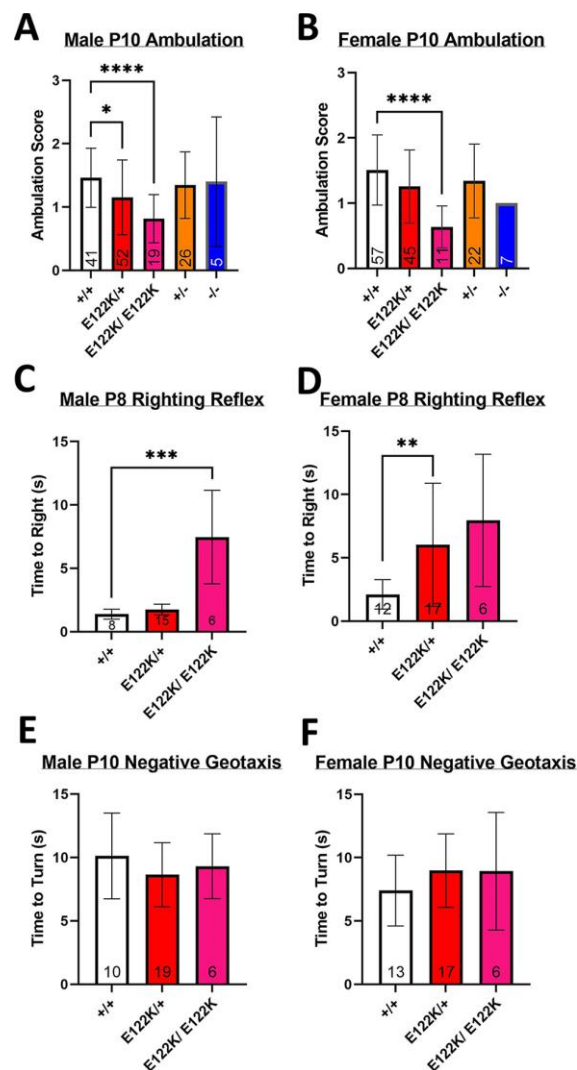 A
Male P10 Ambulation
Ambulation Score
3
2
1
0
****
*
41
52
19
26
5
+/+
E122K/+
E122K/ E122K
+/-
-/-
B
Female P10 Ambulation
Ambulation Score
3
2
1
0
****
57
45
11
22
7
+/+
E122K/+
E122K/ E122K
+/-
-/-
C
Male P8 Righting Reflex
Time to Right (s)
15
10
5
0
***
8
15
6
+/+
E122K/+
E122K/ E122K
D
Female P8 Righting Reflex
Time to Right (s)
15
10
5
0
**
12
17
6
+/+
E122K/+
E122K/ E122K
E
Male P10 Negative Geotaxis
Time to Turn (s)
15
10
5
0
10
19
6
+/+
E122K/+
E122K/ E122K
F
Female P10 Negative Geotaxis
Time to Turn (s)
15
10
5
0
13
17
6
+/+
E122K/+
E122K/ E122K